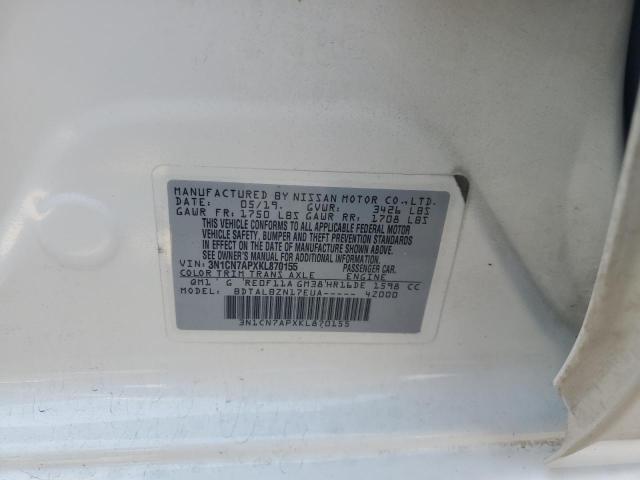 MANUFACTURED BY NISSAN MOTOR CO.,LTD.
DATE: 05/19. GVWR: 3426 LBS
GAWR FR: 1750 LBS GAWR RR: 1708 LBS
THIS VEHICLE CONFORMS TO ALL APPLICABLE FEDERAL MOTOR
VEHICLE SAFETY, BUMPER AND THEFT PREVENTION STANDARDS
IN EFFECT ON THE DATE OF MANUFACTURE SHOWN ABOVE.
SEE OWNER'S MANUAL FOR ADDITIONAL INFORMATION.
VIN: 3N1CN7APXKL870155 PASSENGER CAR.
COLOR TRIM TRANS AXLE ENGINE
QM1 G RE0F11A GM38 HR16DE 1598 CC
MODEL: BDTALBZN17EUA----- 42000
3N1CN7APXKL870155